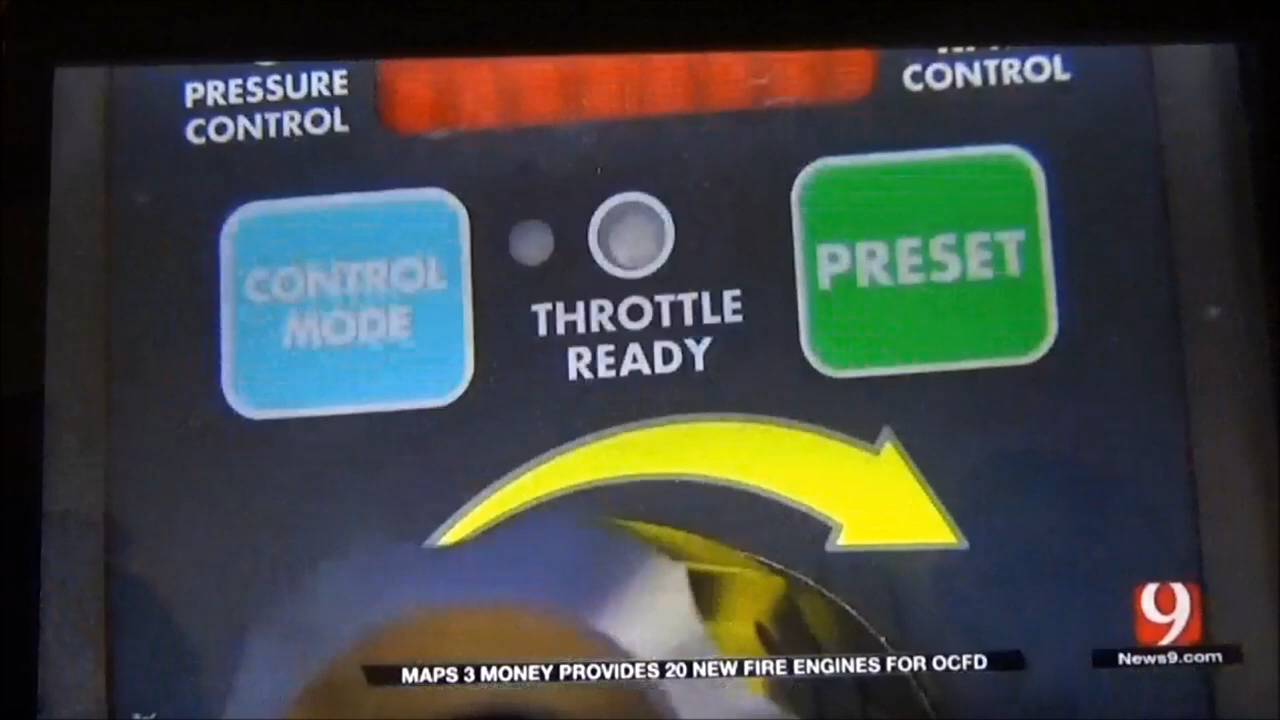 PRESSURE
CONTROL
CONTROL
CONTROL
MODE
THROTTLE
READY
PRESET
9
News9.com
MAPS 3 MONEY PROVIDES 20 NEW FIRE ENGINES FOR OCFD